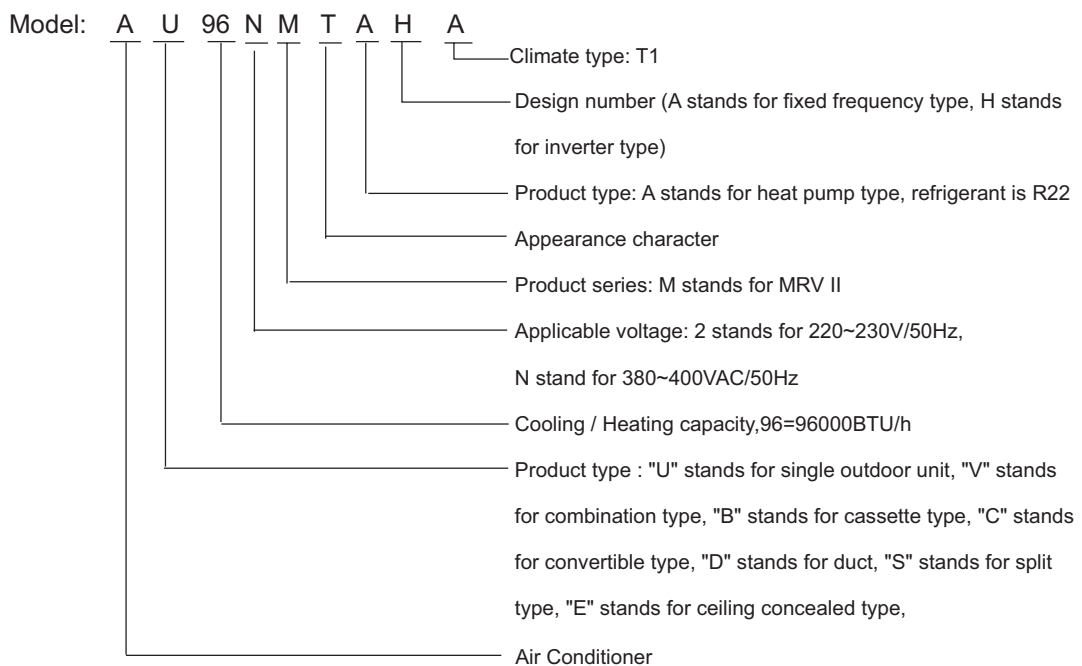 Model: A U 96 N M T A H A
Climate type: T1
Design number (A stands for fixed frequency type, H stands
for inverter type)
Product type: A stands for heat pump type, refrigerant is R22
Appearance character
Product series: M stands for MRV II
Applicable voltage: 2 stands for 220~230V/50Hz,
N stand for 380~400VAC/50Hz
Cooling / Heating capacity,96=96000BTU/h
Product type : "U" stands for single outdoor unit, "V" stands
for combination type, "B" stands for cassette type, "C" stands
for convertible type, "D" stands for duct, "S" stands for split
type, "E" stands for ceiling concealed type,
Air Conditioner